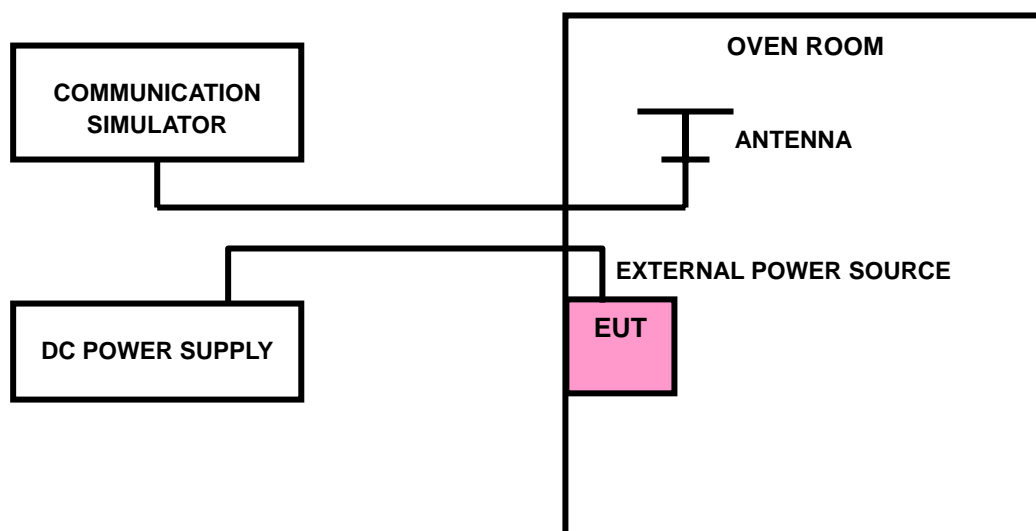 OVEN ROOM
COMMUNICATION
SIMULATOR
ANTENNA
EXTERNAL POWER SOURCE
EUT
DC POWER SUPPLY